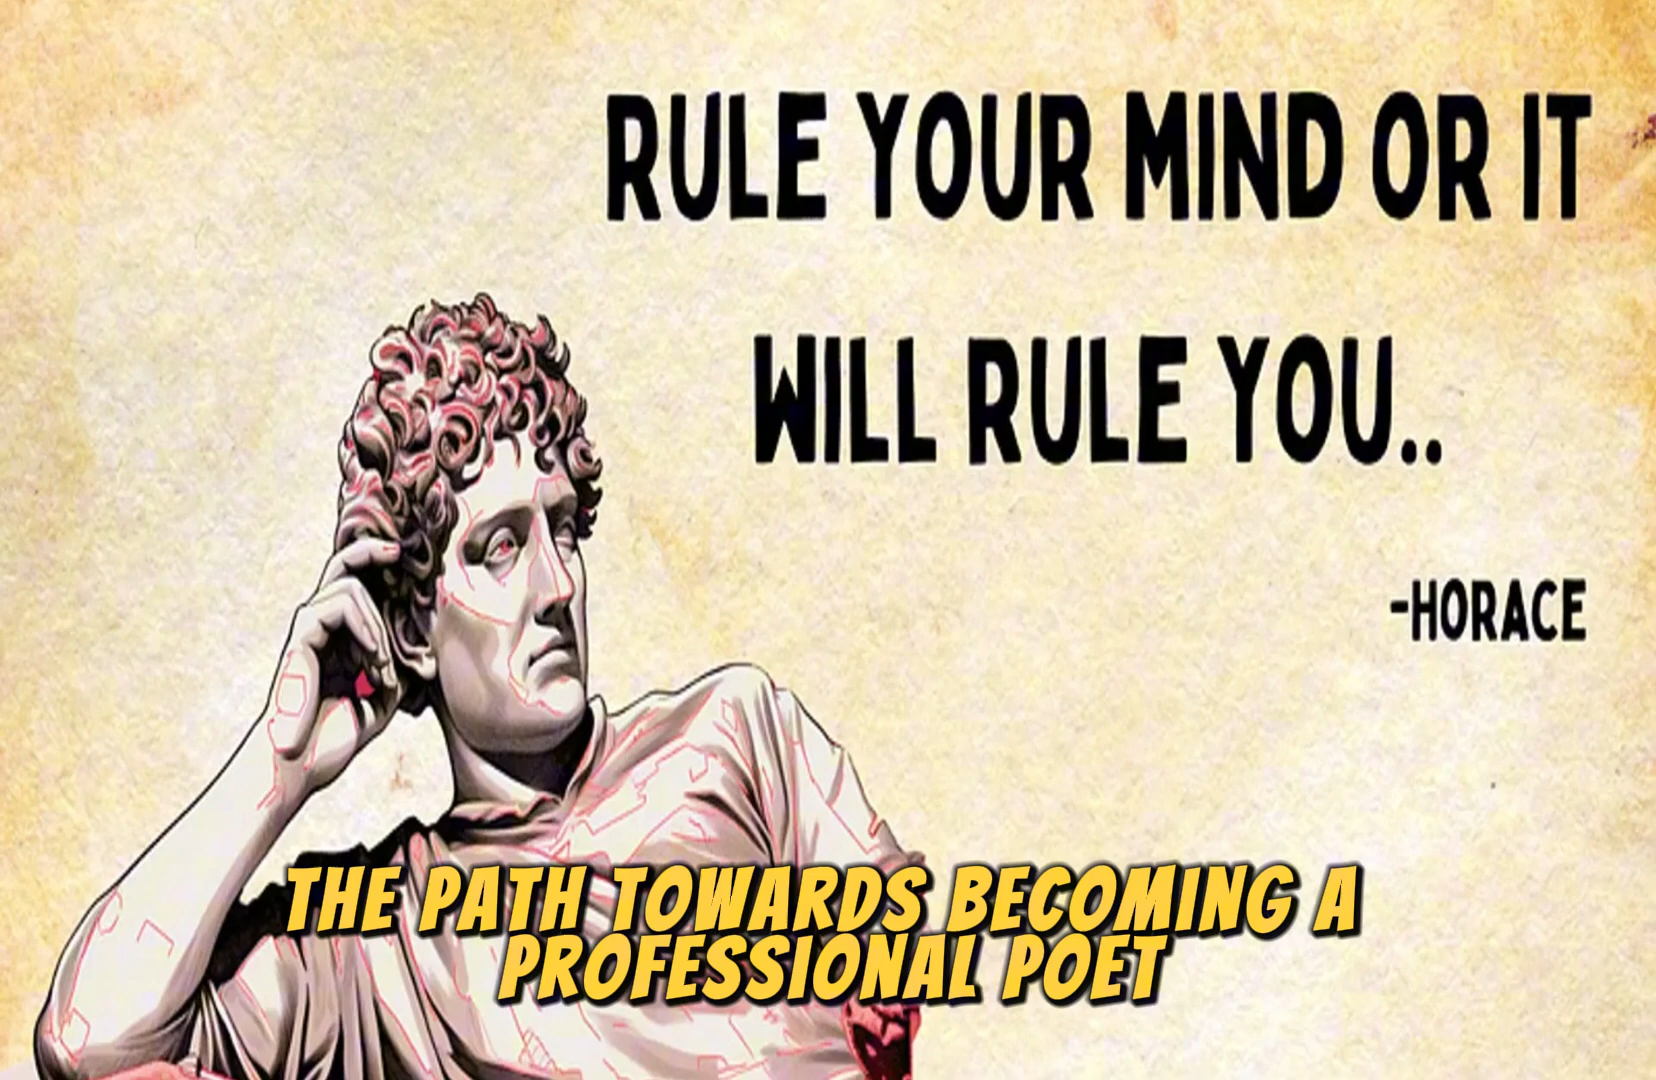 RULE YOUR MIND OR IT
WILL RULE YOU..
-HORACE
THE PATH TOWARDS BECOMING A
PROFESSIONAL POET